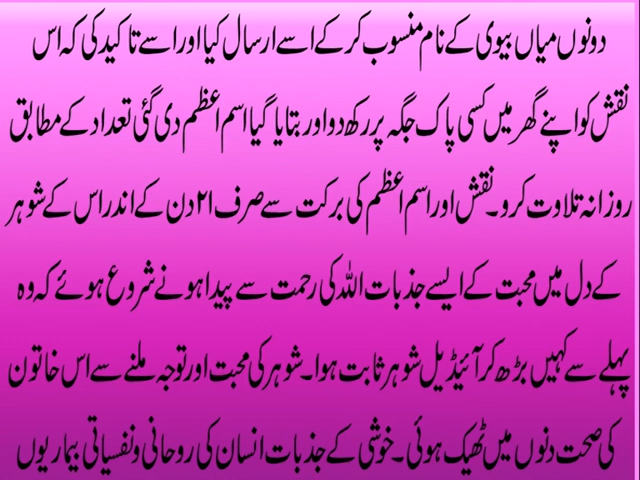 دونوں میاں بیوی کے نام منسوب کر کے اسے ارسال کیا اور اسے تاکید کی کہ اس
نقش کو اپنے گھر میں کسی پاک جگہ پر رکھ دو اور بتایا گیا اسم اعظم دی گئی تعداد کے مطابق
روزانہ تلاوت کرو۔ نقش اور اسم اعظم کی برکت سے صرف ۲۱ دن کے اندر اس کے شوہر
کے دل میں محبت کے ایسے جذبات اللہ کی رحمت سے پیدا ہونے شروع ہوئے کہ وہ
پہلے سے کہیں بڑھ کر آئیڈیل شوہر ثابت ہوا۔ شوہر کی محبت اور توجہ ملنے سے اس خاتون
کی صحت دنوں میں ٹھیک ہوئی۔ خوشی کے جذبات انسان کی روحانی و نفسیاتی بیماریوں